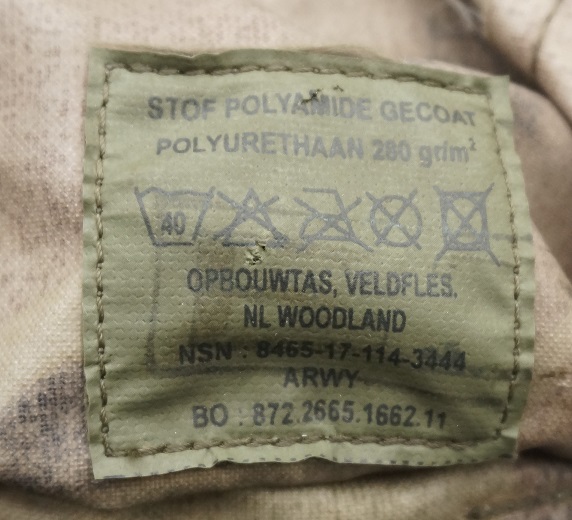 STOF POLYAMIDE GECOAT
POLYURETHAAN 280 gr/m²
40
OPBOUWTAS, VELDFLES.
NL WOODLAND
NSN : 8465-17-114-3444
ARWY
BO : 872.2665.1662.11